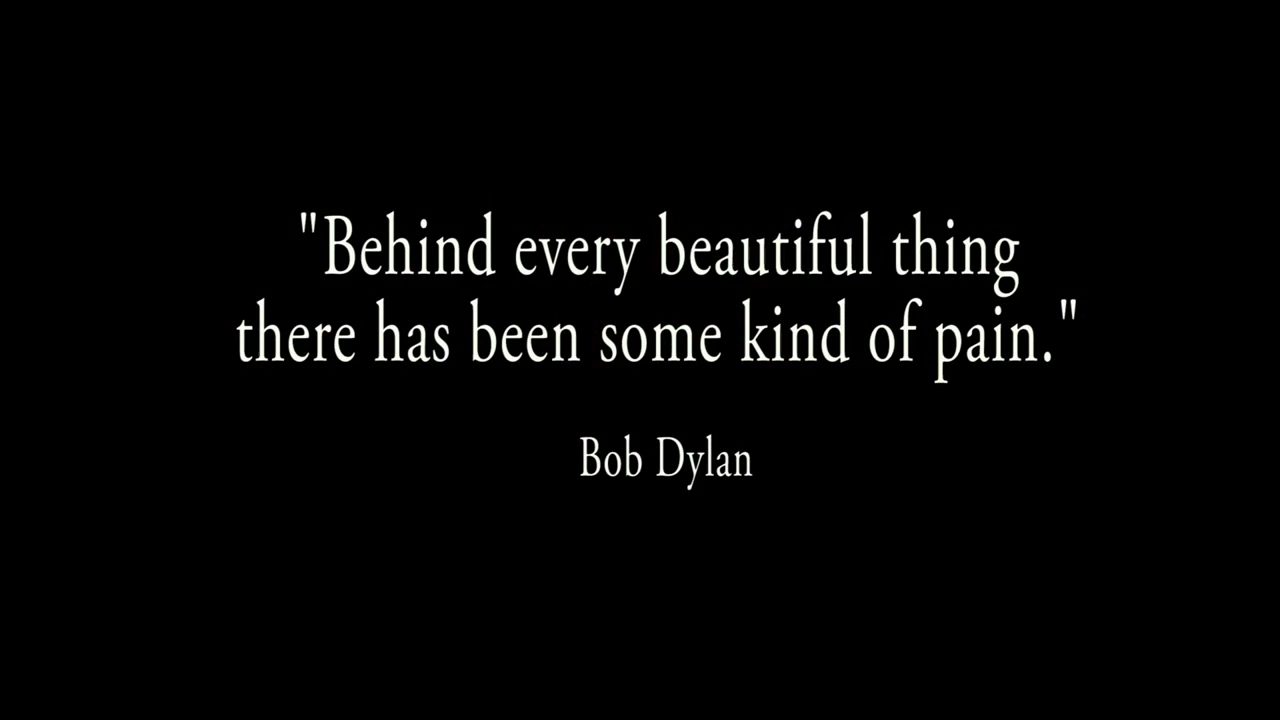 "Behind every beautiful thing
there has been some kind of pain."
Bob Dylan